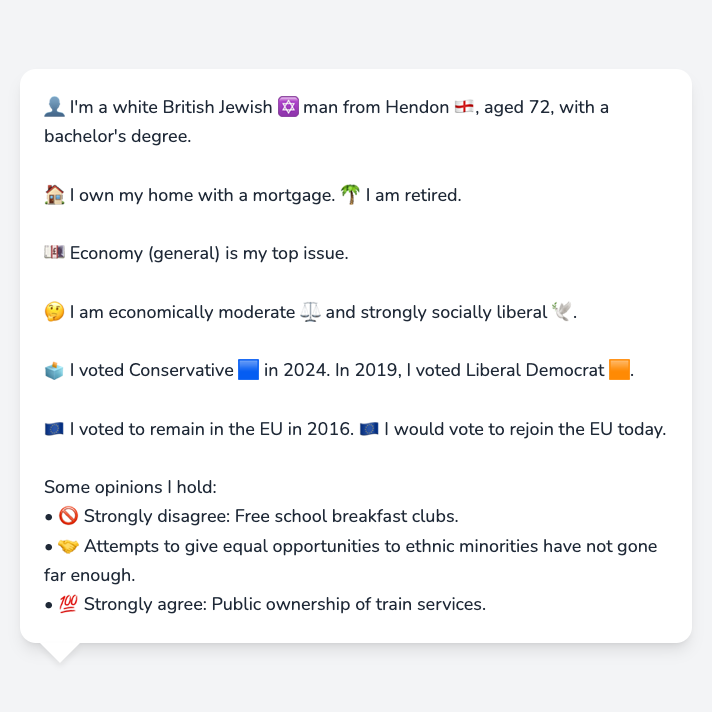 👤 I'm a white British Jewish ✡️ man from Hendon 🏴󠁧󠁢󠁥󠁮󠁧󠁿, aged 72, with a
bachelor's degree.
🏠 I own my home with a mortgage. 🌴 I am retired.
💷 Economy (general) is my top issue.
🤔 I am economically moderate ⚖️ and strongly socially liberal 🕊️.
🗳️ I voted Conservative 🟦 in 2024. In 2019, I voted Liberal Democrat 🟧.
🇪🇺 I voted to remain in the EU in 2016. 🇪🇺 I would vote to rejoin the EU today.
Some opinions I hold:
• 🚫 Strongly disagree: Free school breakfast clubs.
• 🤝 Attempts to give equal opportunities to ethnic minorities have not gone
far enough.
• 💯 Strongly agree: Public ownership of train services.